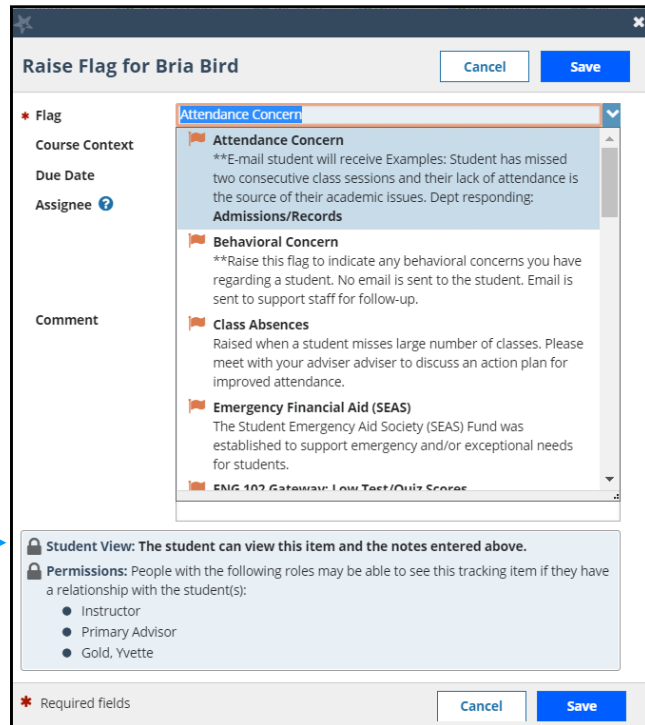 Raise Flag for Bria Bird
Cancel
Save
* Flag
Attendance Concern
Course Context
Due Date
Assignee ?
Comment
Attendance Concern
**E-mail student will receive Examples: Student has missed
two consecutive class sessions and their lack of attendance is
the source of their academic issues. Dept responding:
Admissions/Records
Behavioral Concern
**Raise this flag to indicate any behavioral concerns you have
regarding a student. No email is sent to the student. Email is
sent to support staff for follow-up.
Class Absences
Raised when a student misses large number of classes. Please
meet with your adviser adviser to discuss an action plan for
improved attendance.
Emergency Financial Aid (SEAS)
The Student Emergency Aid Society (SEAS) Fund was
established to support emergency and/or exceptional needs
for students.
ENG 102 Gateway: Low Test/Quiz Scores
Student View: The student can view this item and the notes entered above.
Permissions: People with the following roles may be able to see this tracking item if they have
a relationship with the student(s):
Instructor
Primary Advisor
Gold, Yvette
* Required fields
Cancel
Save